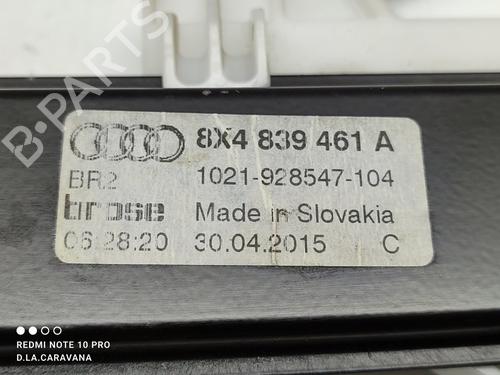 B-Parts
8X4 839 461 A
BR2 1021-928547-104
brose Made in Slovakia
06:28:20 30.04.2015 C
REDMI NOTE 10 PRO
D.LA.CARAVANA